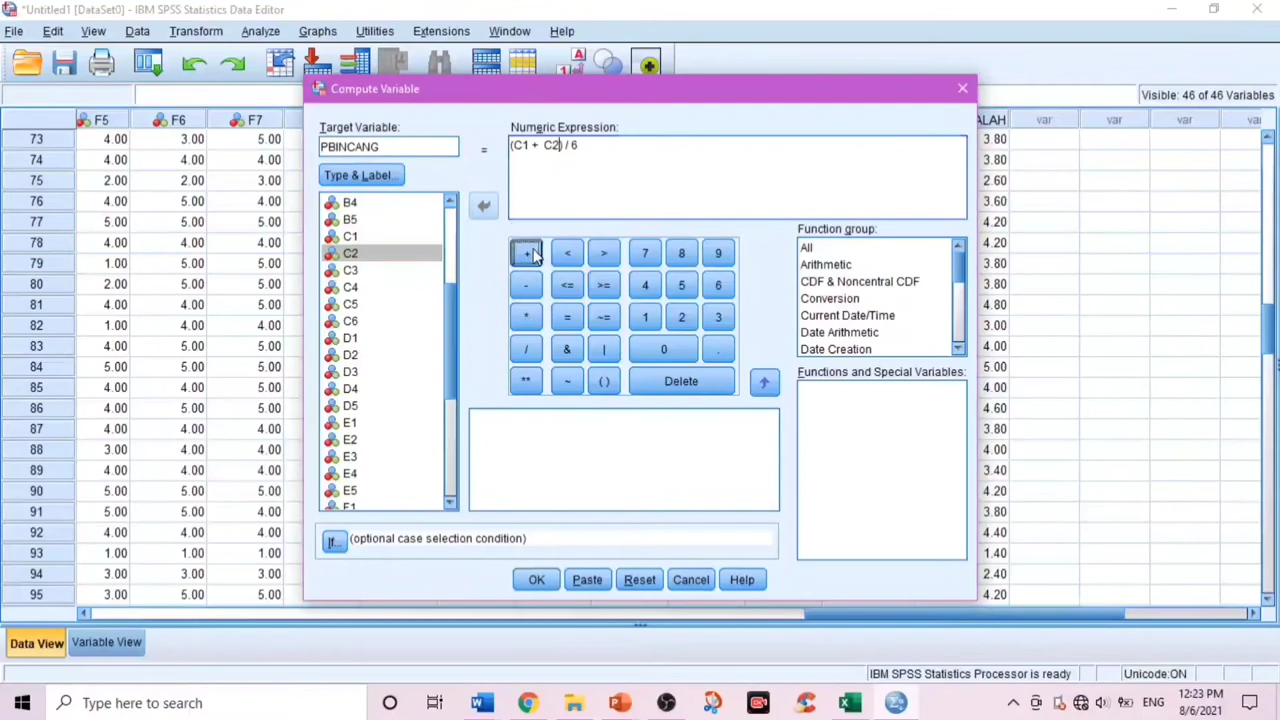 *Untitled1 [DataSet0] - IBM SPSS Statistics Data Editor
File Edit View Data Transform Analyze Graphs Utilities Extensions Window Help
Visible: 46 of 46 Variables
Compute Variable
Target Variable:
PBINCANG
=
Type & Label...
Numeric Expression:
(C1 + C2) / 6
B4
B5
C1
C2
C3
C4
C5
C6
D1
D2
D3
D4
D5
E1
E2
E3
E4
E5
F1
+ < > 7 8 9
- <= >= 4 5 6
* = ~= 1 2 3
/ & | 0 .
** ~ ( ) Delete
Function group:
All
Arithmetic
CDF & Noncentral CDF
Conversion
Current Date/Time
Date Arithmetic
Date Creation
Functions and Special Variables:
If... (optional case selection condition)
OK Paste Reset Cancel Help
F5 F6 F7 ALAH var var var
73 4.00 3.00 5.00 3.80
74 4.00 4.00 4.00 4.00
75 2.00 2.00 3.00 2.60
76 4.00 5.00 4.00 3.60
77 5.00 5.00 5.00 4.00
78 4.00 4.00 4.00 4.00
79 1.00 5.00 5.00 3.80
80 2.00 5.00 5.00 4.00
81 4.00 5.00 4.00 4.80
82 1.00 4.00 4.00 3.00
83 4.00 5.00 5.00 4.00
84 5.00 5.00 5.00 5.00
85 4.00 5.00 4.00 4.00
86 4.00 5.00 5.00 4.60
87 4.00 4.00 4.00 3.80
88 3.00 4.00 4.00 4.00
89 4.00 4.00 4.00 3.40
90 5.00 5.00 5.00 4.20
91 5.00 4.00 5.00 3.80
92 4.00 4.00 4.00 4.40
93 1.00 1.00 1.00 1.40
94 3.00 3.00 3.00 2.40
95 3.00 5.00 5.00 4.20
Data View Variable View
IBM SPSS Statistics Processor is ready Unicode:ON
Type here to search
ENG
12:23 PM
8/6/2021